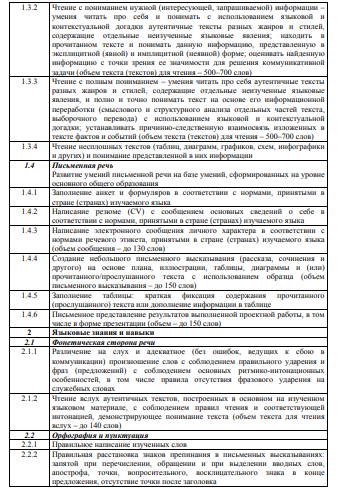 1.3.2 Чтение с пониманием нужной (интересующей, запрашиваемой) информации –
умения читать про себя и понимать с использованием языковой и
контекстуальной догадки аутентичные тексты разных жанров и стилей,
содержащие отдельные неизученные языковые явления; находить в
прочитанном тексте и понимать данную информацию, представленную в
эксплицитной (явной) и имплицитной (неявной) форме; оценивать найденную
информацию с точки зрения ее значимости для решения коммуникативной
задачи (объем текста (текстов) для чтения – 500–700 слов)
1.3.3 Чтение с полным пониманием – умения читать про себя аутентичные тексты
разных жанров и стилей, содержащие отдельные неизученные языковые
явления, и полно и точно понимать текст на основе его информационной
переработки (смыслового и структурного анализа отдельных частей текста,
выборочного перевода) с использованием языковой и контекстуальной
догадки; устанавливать причинно-следственную взаимосвязь изложенных в
тексте фактов и событий (объем текста (текстов) для чтения – 500–700 слов)
1.3.4 Чтение несплошных текстов (таблиц, диаграмм, графиков, схем, инфографики
и других) и понимание представленной в них информации
1.4 Письменная речь
Развитие умений письменной речи на базе умений, сформированных на уровне
основного общего образования
1.4.1 Заполнение анкет и формуляров в соответствии с нормами, принятыми в
стране (странах) изучаемого языка
1.4.2 Написание резюме (CV) с сообщением основных сведений о себе в
соответствии с нормами, принятыми в стране (странах) изучаемого языка
1.4.3 Написание электронного сообщения личного характера в соответствии с
нормами речевого этикета, принятыми в стране (странах) изучаемого языка
(объем сообщения – до 130 слов)
1.4.4 Создание небольшого письменного высказывания (рассказа, сочинения и
другого) на основе плана, иллюстрации, таблицы, диаграммы и (или)
прочитанного/прослушанного текста с использованием образца (объем
письменного высказывания – до 150 слов)
1.4.5 Заполнение таблицы: краткая фиксация содержания прочитанного
(прослушанного) текста или дополнение информации в таблице
1.4.6 Письменное представление результатов выполненной проектной работы, в том
числе в форме презентации (объем – до 150 слов)
2 Языковые знания и навыки
2.1 Фонетическая сторона речи
2.1.1 Различение на слух и адекватное (без ошибок, ведущих к сбою в
коммуникации) произношение слов с соблюдением правильного ударения и
фраз (предложений) с соблюдением основных ритмико-интонационных
особенностей, в том числе правила отсутствия фразового ударения на
служебных словах
2.1.2 Чтение вслух аутентичных текстов, построенных в основном на изученном
языковом материале, с соблюдением правил чтения и соответствующей
интонацией, демонстрирующее понимание текста (объем текста для чтения
вслух – до 140 слов)
2.2 Орфография и пунктуация
2.2.1 Правильное написание изученных слов
2.2.2 Правильная расстановка знаков препинания в письменных высказываниях:
запятой при перечислении, обращении и при выделении вводных слов,
апострофа, точки, вопросительного, восклицательного знака в конце
предложения, отсутствие точки после заголовка